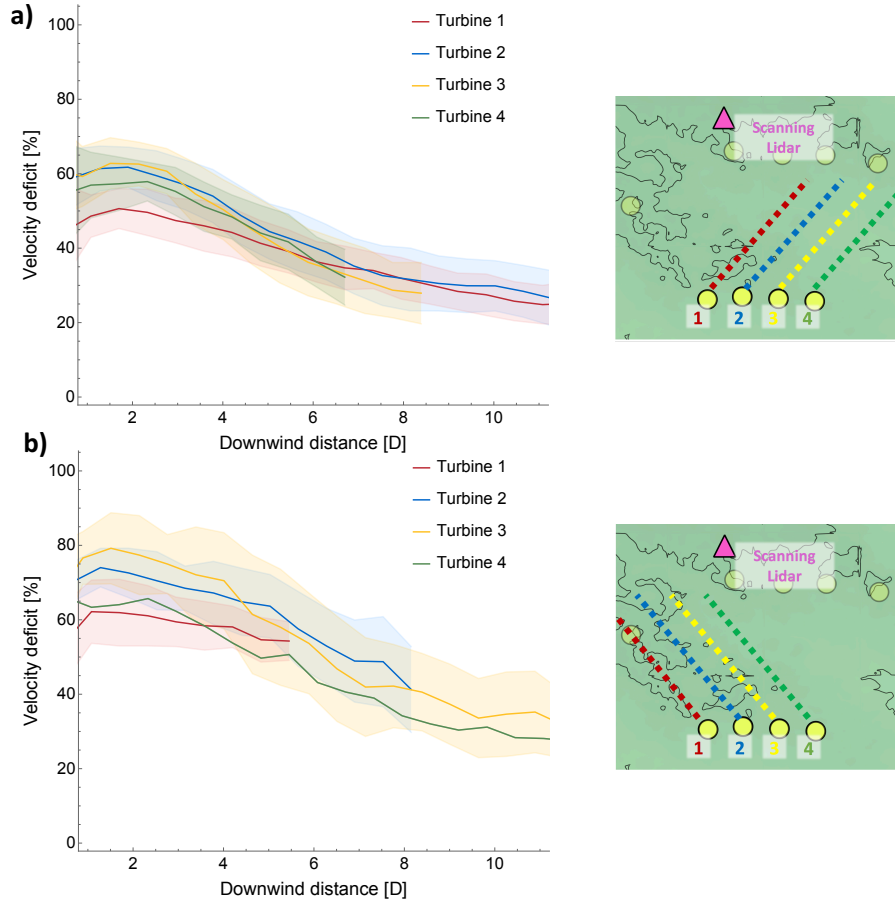 a)
100
80
60
40
20
0
Velocity deficit [%]
2
4
6
8
10
Downwind distance [D]
Turbine 1
Turbine 2
Turbine 3
Turbine 4
Scanning
Lidar
1
2
3
4
b)
100
80
60
40
20
0
Velocity deficit [%]
2
4
6
8
10
Downwind distance [D]
Turbine 1
Turbine 2
Turbine 3
Turbine 4
Scanning
Lidar
1
2
3
4